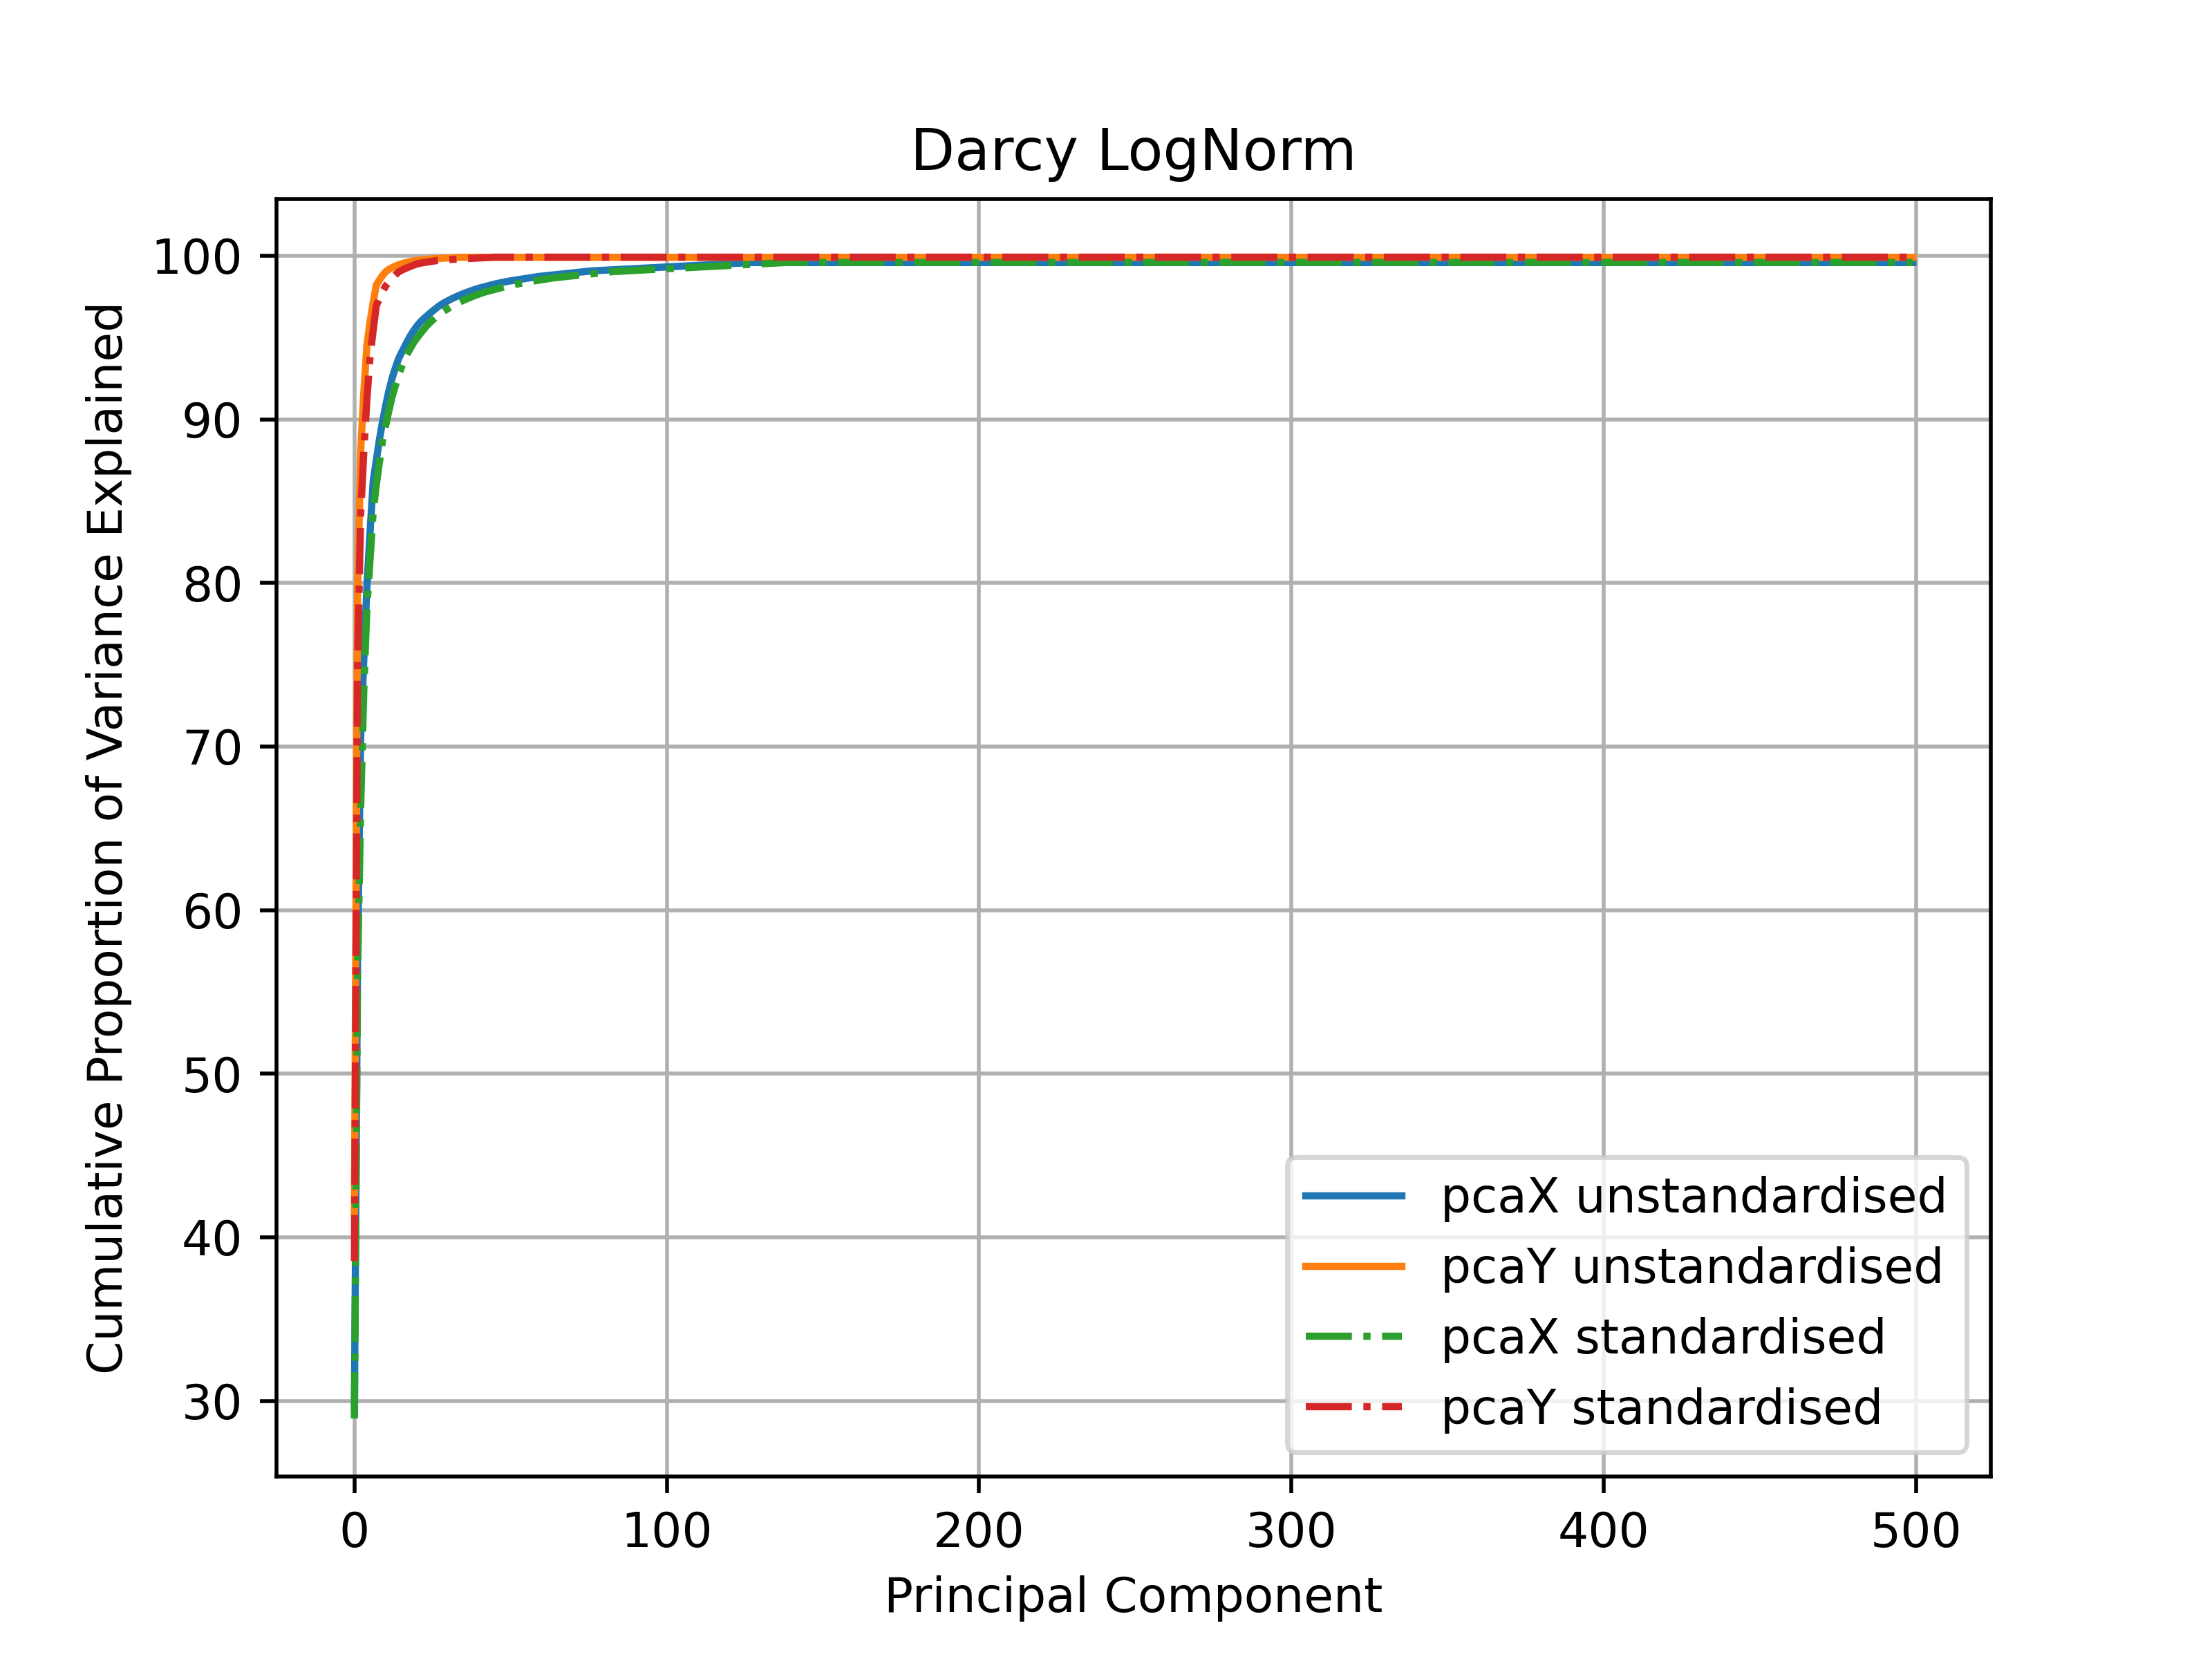 Darcy LogNorm
Cumulative Proportion of Variance Explained
100
90
80
70
60
50
40
30
pcaX unstandardised
pcaY unstandardised
pcaX standardised
pcaY standardised
0 100 200 300 400 500
Principal Component